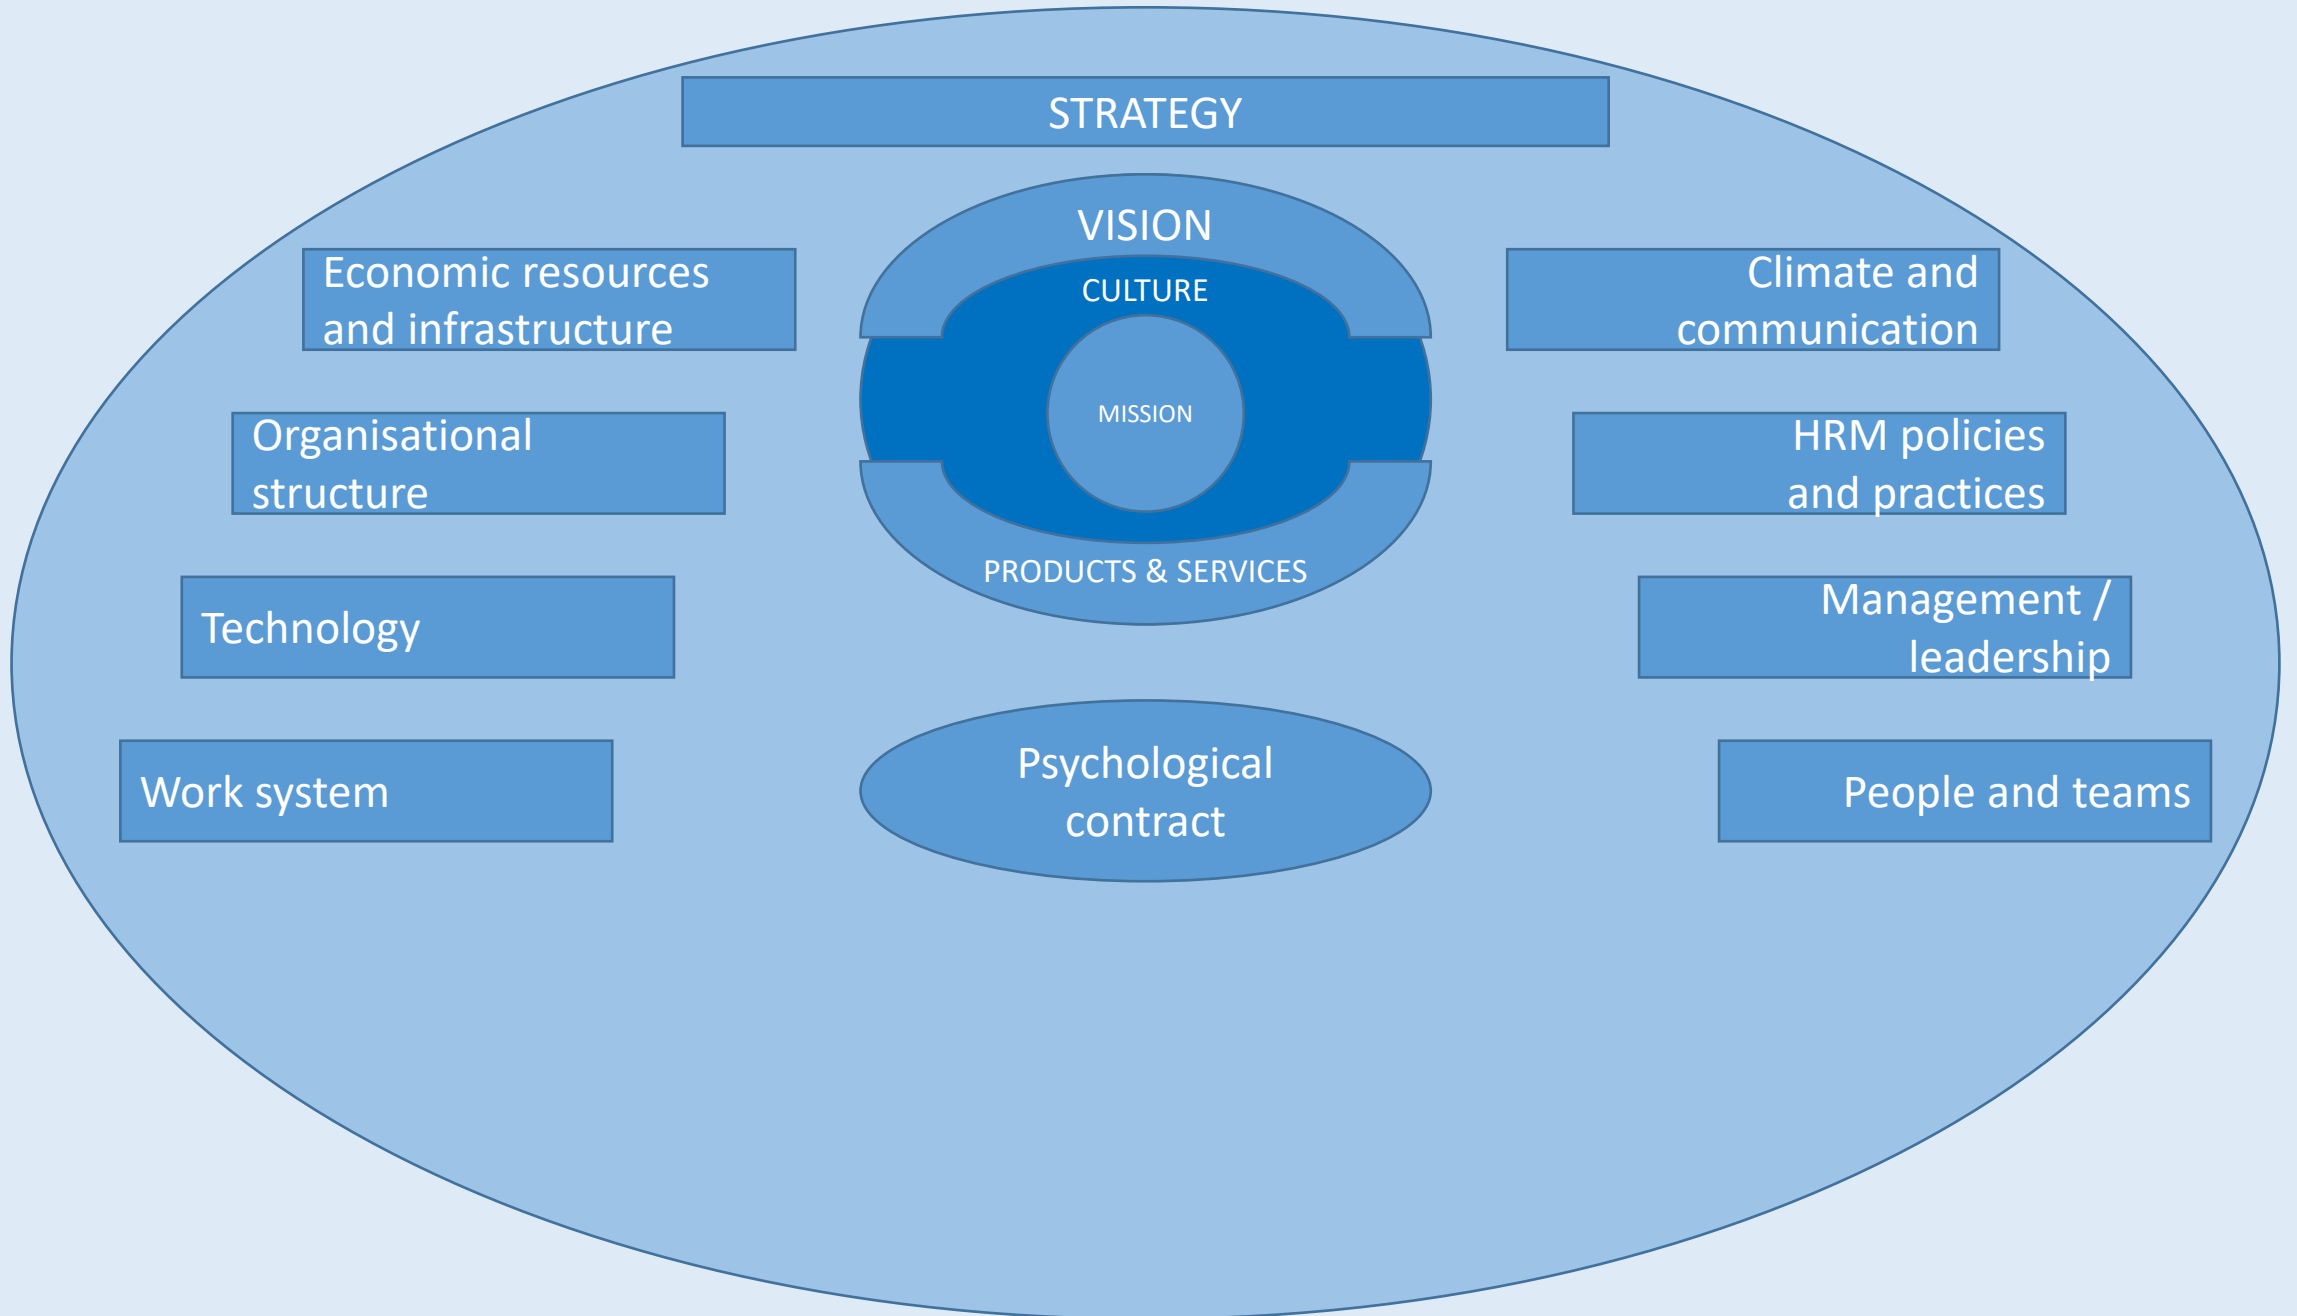 STRATEGY
VISION
CULTURE
MISSION
PRODUCTS & SERVICES
Economic resources
and infrastructure
Organisational
structure
Technology
Work system
Climate and
communication
HRM policies
and practices
Management /
leadership
People and teams
Psychological
contract